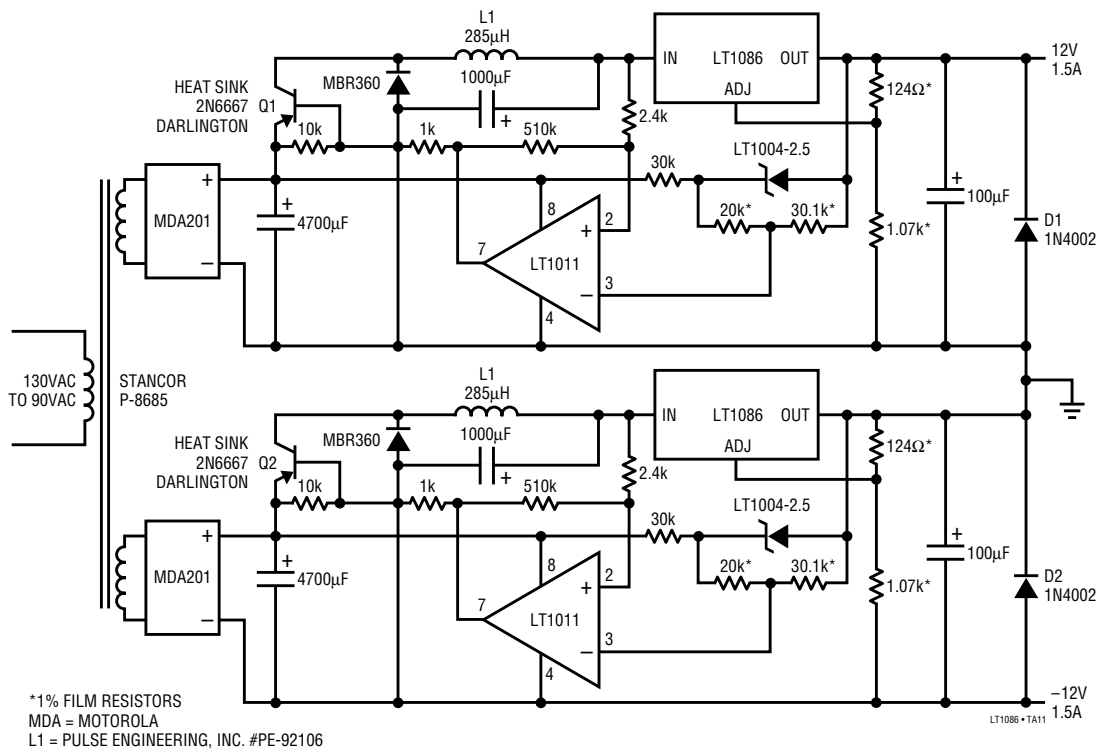 L1
285µH
1000µF
+
MBR360
HEAT SINK
2N6667
DARLINGTON
Q1
10k
1k
510k
2.4k
IN
LT1086
OUT
ADJ
12V
1.5A
124Ω*
LT1004-2.5
30k
20k*
30.1k*
1.07k*
+
100µF
D1
1N4002
MDA201
+
–
+
4700µF
8
7
2
+
LT1011
3
–
4
130VAC
TO 90VAC
STANCOR
P-8685
L1
285µH
1000µF
+
MBR360
HEAT SINK
2N6667
DARLINGTON
Q2
10k
1k
510k
2.4k
IN
LT1086
OUT
ADJ
124Ω*
LT1004-2.5
30k
20k*
30.1k*
1.07k*
+
100µF
D2
1N4002
MDA201
+
–
+
4700µF
8
7
2
+
LT1011
3
–
4
–12V
1.5A
*1% FILM RESISTORS
MDA = MOTOROLA
L1 = PULSE ENGINEERING, INC. #PE-92106
LT1086 • TA11